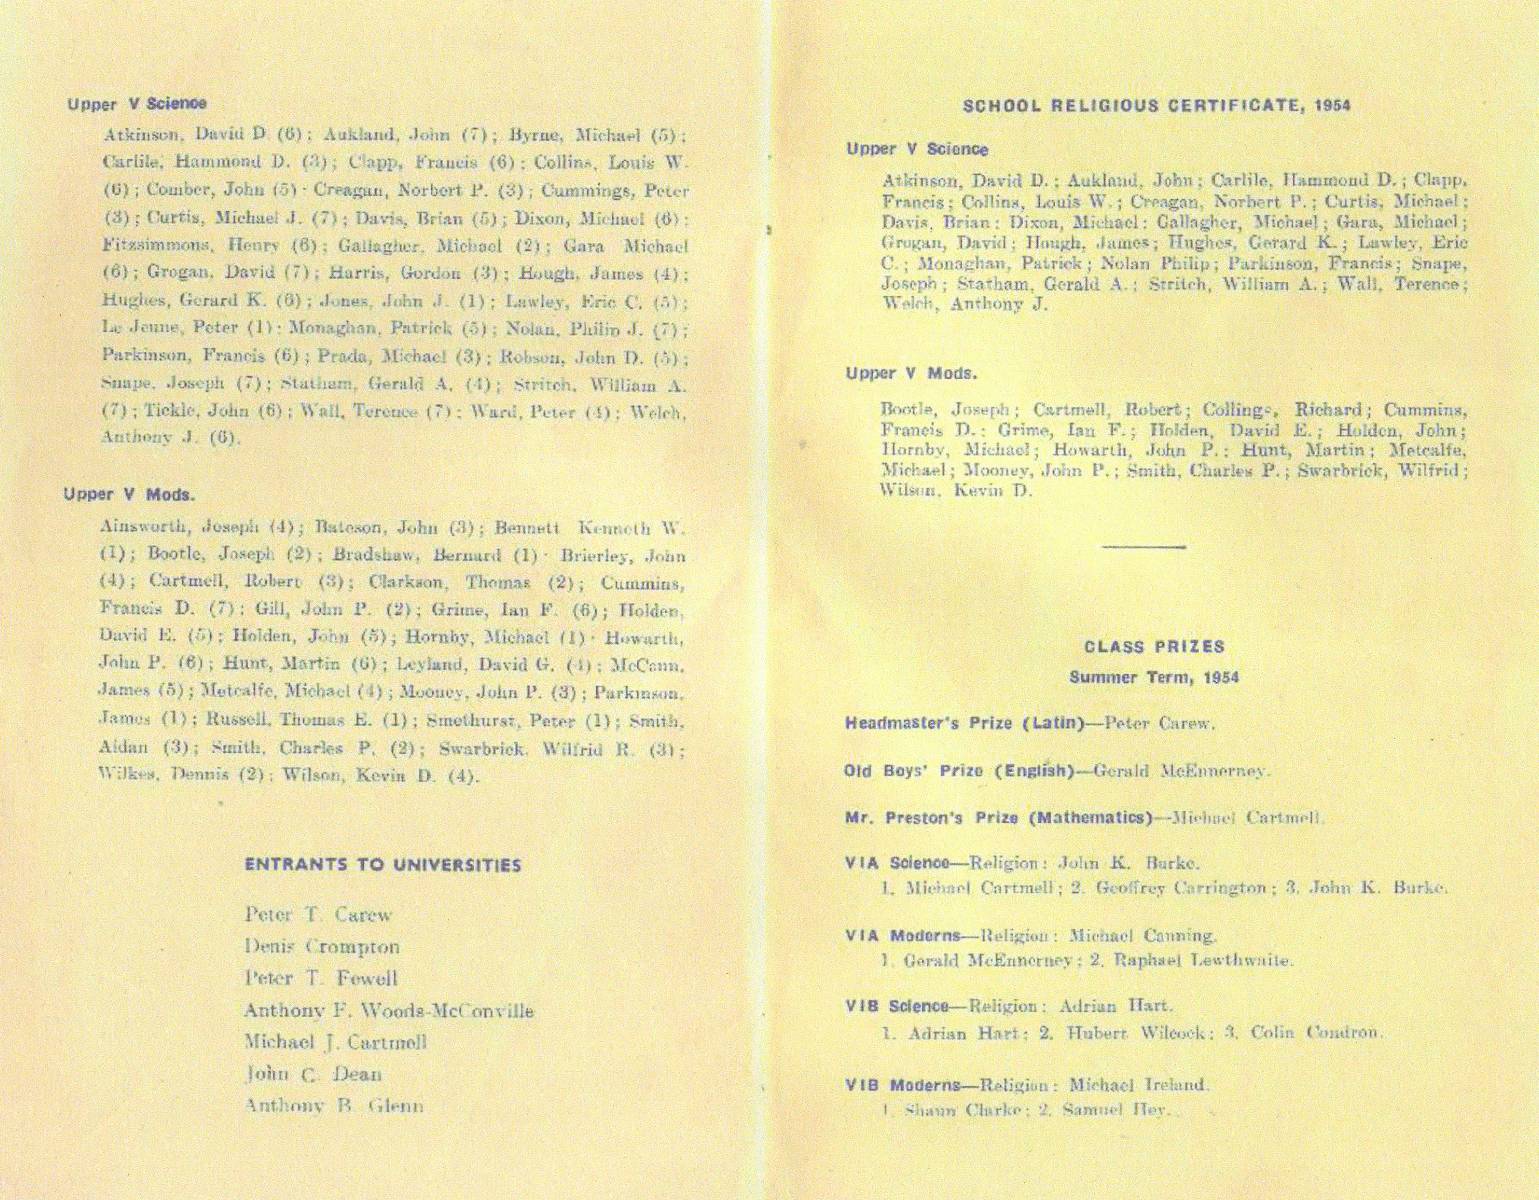 Upper V Science
Atkinson, David D. (6); Aukland, John (7); Byrne, Michael (5);
Carlile, Hammond D. (3); Clapp, Francis (6); Collins, Louis W.
(6); Comber, John (5); Creagan, Norbert P. (3); Cummings, Peter
(3); Curtis, Michael J. (7); Davis, Brian (5); Dixon, Michael (6);
Fitzsimmons, Henry (6); Gallagher, Michael (2); Gara Michael
(6); Grogan, David (7); Harris, Gordon (3); Hough, James (4);
Hughes, Gerard K. (6); Jones, John J. (1); Lawley, Eric C. (5);
Le Jeune, Peter (1); Monaghan, Patrick (5); Nolan, Philip J. (7);
Parkinson, Francis (6); Prada, Michael (3); Robson, John D. (5);
Snape, Joseph (7); Statham, Gerald A. (4); Stritch, William A.
(7); Tickle, John (6); Wall, Terence (7); Ward, Peter (4); Welch,
Anthony J. (6).
Upper V Mods.
Ainsworth, Joseph (4); Bateson, John (3); Bennett Kenneth W.
(1); Bootle, Joseph (2); Bradshaw, Bernard (1); Brierley, John
(4); Cartmell, Robert (3); Clarkson, Thomas (2); Cummins,
Francis D. (7); Gill, John P. (2); Grime, Ian F. (6); Holden,
David E. (5); Holden, John (5); Hornby, Michael (1); Howarth,
John P. (6); Hunt, Martin (6); Leyland, David G. (4); McCann,
James (5); Metcalfe, Michael (4); Mooney, John P. (3); Parkinson,
James (1); Russell, Thomas E. (1); Smethurst, Peter (1); Smith,
Aidan (3); Smith, Charles P. (2); Swarbrick, Wilfrid R. (3);
Wilkes, Dennis (2); Wilson, Kevin D. (4).
ENTRANTS TO UNIVERSITIES
Peter T. Carew
Denis Crompton
Peter T. Fewell
Anthony F. Woods-McConville
Michael J. Cartmell
John C. Dean
Anthony B. Glenn
SCHOOL RELIGIOUS CERTIFICATE, 1954
Upper V Science
Atkinson, David D.; Aukland, John; Carlile, Hammond D.; Clapp,
Francis; Collins, Louis W.; Creagan, Norbert P.; Curtis, Michael;
Davis, Brian; Dixon, Michael; Gallagher, Michael; Gara, Michael;
Grogan, David; Hough, James; Hughes, Gerard K.; Lawley, Eric
C.; Monaghan, Patrick; Nolan Philip; Parkinson, Francis; Snape,
Joseph; Statham, Gerald A.; Stritch, William A.; Wall, Terence;
Welch, Anthony J.
Upper V Mods.
Bootle, Joseph; Cartmell, Robert; Collings, Richard; Cummins,
Francis D.; Grime, Ian F.; Holden, David E.; Holden, John;
Hornby, Michael; Howarth, John P.; Hunt, Martin; Metcalfe,
Michael; Mooney, John P.; Smith, Charles P.; Swarbrick, Wilfrid;
Wilson, Kevin D.
CLASS PRIZES
Summer Term, 1954
Headmaster's Prize (Latin)—Peter Carew.
Old Boys' Prize (English)—Gerald McEnnerney.
Mr. Preston's Prize (Mathematics)—Michael Cartmell.
VIA Science—Religion: John K. Burke.
1. Michael Cartmell; 2. Geoffrey Carrington; 3. John K. Burke.
VIA Moderns—Religion: Michael Canning.
1. Gerald McEnnerney; 2. Raphael Lewthwaite.
VIB Science—Religion: Adrian Hart.
1. Adrian Hart; 2. Hubert Wilcock; 3. Colin Condron.
VIB Moderns—Religion: Michael Ireland.
1. Shaun Clarke; 2. Samuel Hey.